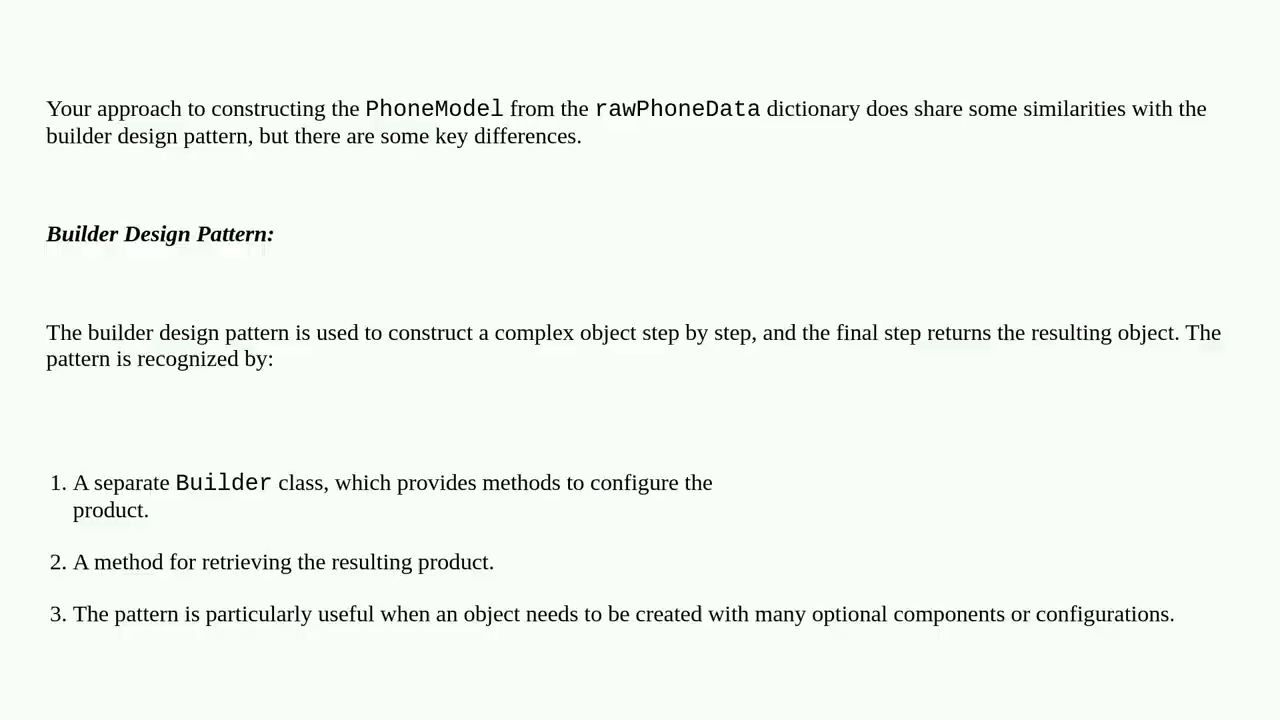 Your approach to constructing the PhoneModel from the rawPhoneData dictionary does share some similarities with the
builder design pattern, but there are some key differences.
Builder Design Pattern:
The builder design pattern is used to construct a complex object step by step, and the final step returns the resulting object. The
pattern is recognized by:
1. A separate Builder class, which provides methods to configure the
product.
2. A method for retrieving the resulting product.
3. The pattern is particularly useful when an object needs to be created with many optional components or configurations.